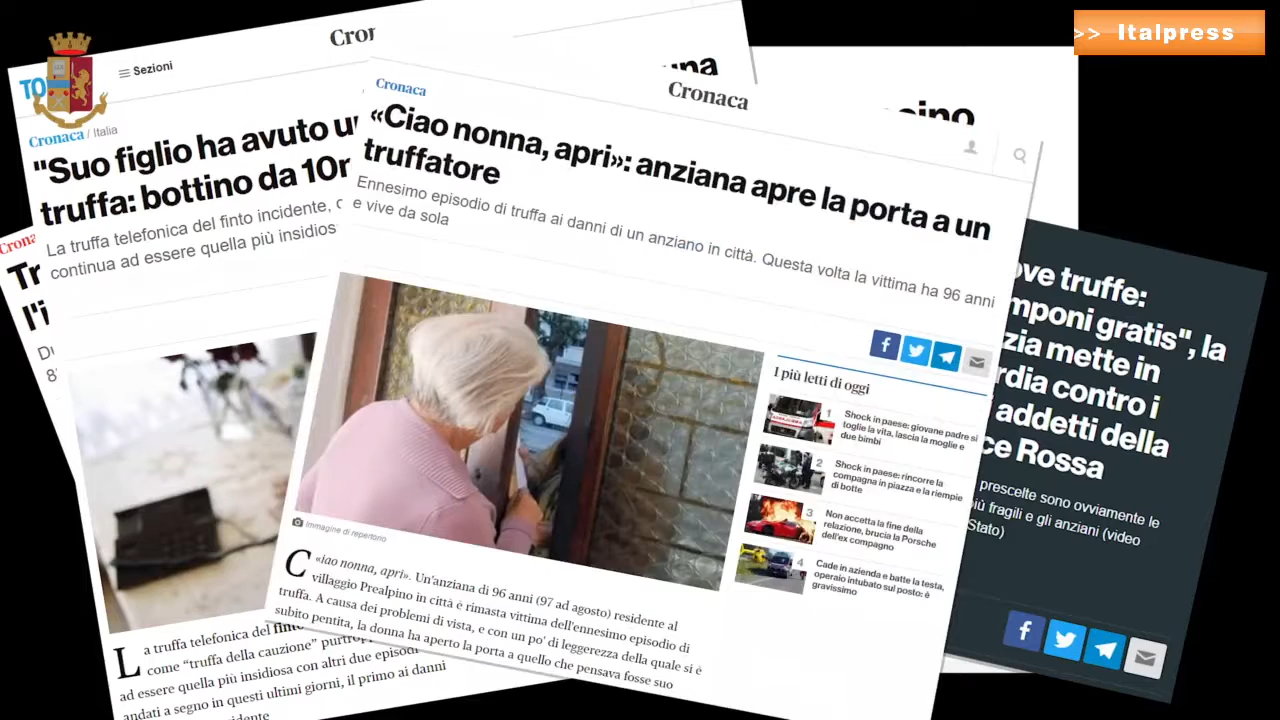 >> Italpress
TO
Sezioni
Cronaca / Italia
"Suo figlio ha avuto
truffa: bottino da
La truffa telefonica del finto incidente,
continua ad essere quella più
a truffa telefonica del
come “truffa della cauzione”
ad essere quella più insidiosa con altri due
andati a segno in questi ultimi giorni, il primo ai danni
Cronaca
Cronaca
«Ciao nonna, apri»: anziana apre la porta a un
truffatore
Ennesimo episodio di truffa ai danni di un anziano in città. Questa volta la vittima ha 96 anni
e vive da sola
Immagine di repertorio
I più letti di oggi
1
Shock in paese: giovane padre si
toglie la vita, lascia la moglie e
due bimbi
2
Shock in paese: rincorre la
compagna in piazza e la riempie
di botte
3
Non accetta la fine della
relazione, brucia la Porsche
dell'ex compagno
4
Cade in azienda e batte la testa,
operaio intubato sul posto: è
gravissimo
C «iao nonna, apri». Un'anziana di 96 anni (97 ad agosto) residente al
villaggio Prealpino in città è rimasta vittima dell'ennesimo episodio di
truffa. A causa dei problemi di vista, e con un po' di leggerezza della quale si è
subito pentita, la donna ha aperto la porta a quello che pensava fosse suo
truffe:
gratis", la
mette in
contro i
addetti della
Rossa
prescelte sono ovviamente le
fragili e gli anziani (video
Stato)